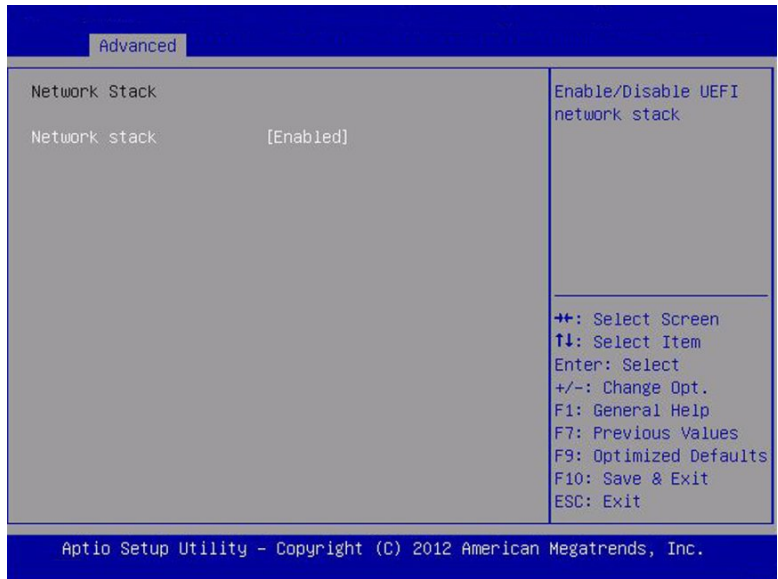 Advanced
Network Stack
Network stack [Enabled]
Enable/Disable UEFI
network stack
→←: Select Screen
↑↓: Select Item
Enter: Select
+/-: Change Opt.
F1: General Help
F7: Previous Values
F9: Optimized Defaults
F10: Save & Exit
ESC: Exit
Aptio Setup Utility – Copyright (C) 2012 American Megatrends, Inc.